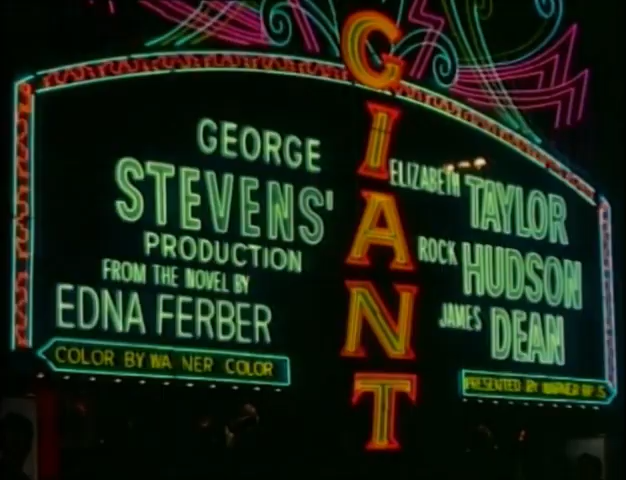 GIANT
GEORGE
STEVENS'
PRODUCTION
FROM THE NOVEL BY
EDNA FERBER
COLOR BY WA NER COLOR
ELIZABETH TAYLOR
ROCK HUDSON
JAMES DEAN
PRESENTED BY WARNER BR S